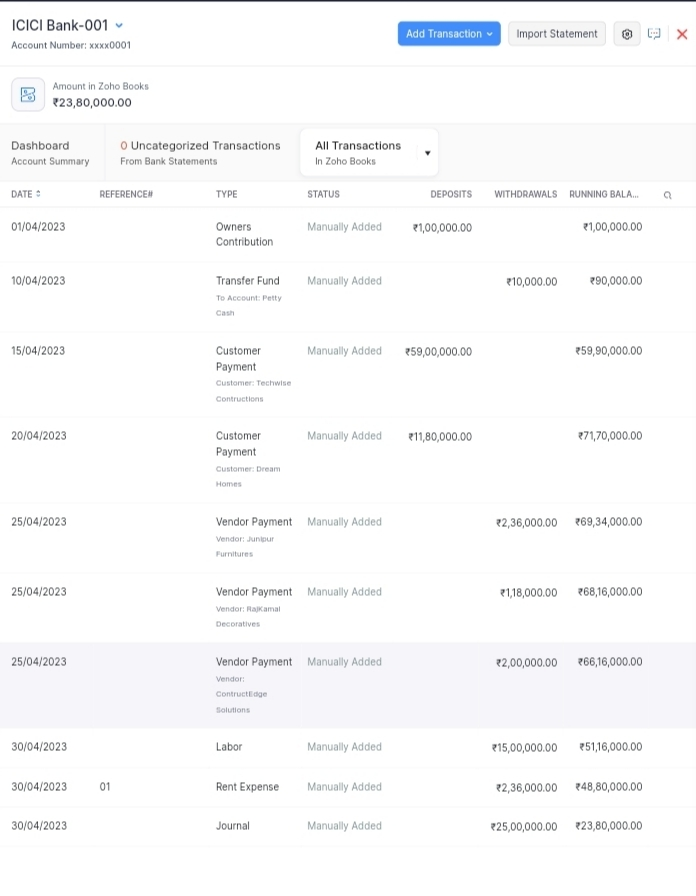 ICICI Bank-001
Account Number: xxxx0001
Add Transaction
Import Statement
Amount in Zoho Books
₹23,80,000.00
Dashboard
Account Summary
0 Uncategorized Transactions
From Bank Statements
All Transactions
In Zoho Books
DATE REFERENCE# TYPE STATUS DEPOSITS WITHDRAWALS RUNNING BALA...
01/04/2023 Owners Manually Added ₹1,00,000.00 ₹1,00,000.00
Contribution
10/04/2023 Transfer Fund Manually Added ₹10,000.00 ₹90,000.00
To Account: Petty
Cash
15/04/2023 Customer Manually Added ₹59,00,000.00 ₹59,90,000.00
Payment
Customer: Techwise
Contructions
20/04/2023 Customer Manually Added ₹11,80,000.00 ₹71,70,000.00
Payment
Customer: Dream
Homes
25/04/2023 Vendor Payment Manually Added ₹2,36,000.00 ₹69,34,000.00
Vendor: Junipur
Furnitures
25/04/2023 Vendor Payment Manually Added ₹1,18,000.00 ₹68,16,000.00
Vendor: RajKamal
Decoratives
25/04/2023 Vendor Payment Manually Added ₹2,00,000.00 ₹66,16,000.00
Vendor:
ContructEdge
Solutions
30/04/2023 Labor Manually Added ₹15,00,000.00 ₹51,16,000.00
30/04/2023 01 Rent Expense Manually Added ₹2,36,000.00 ₹48,80,000.00
30/04/2023 Journal Manually Added ₹25,00,000.00 ₹23,80,000.00